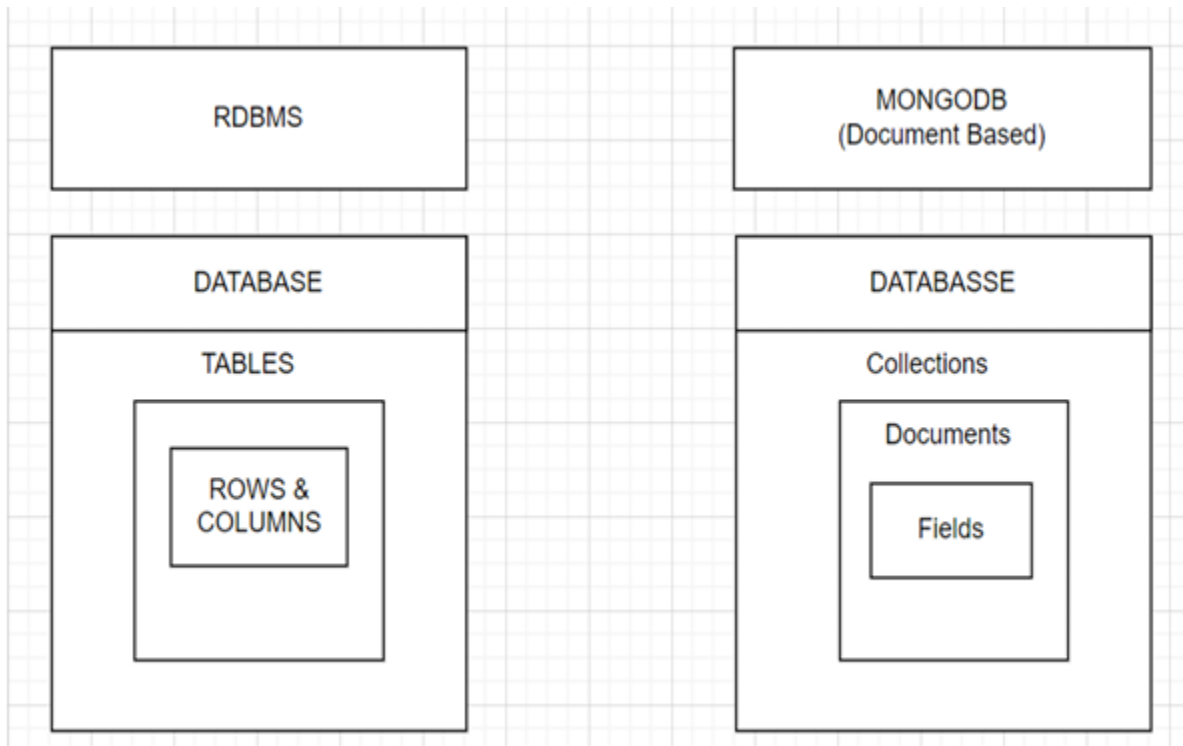 RDBMS
MONGODB
(Document Based)
DATABASE
TABLES
ROWS &
COLUMNS
DATABASSE
Collections
Documents
Fields